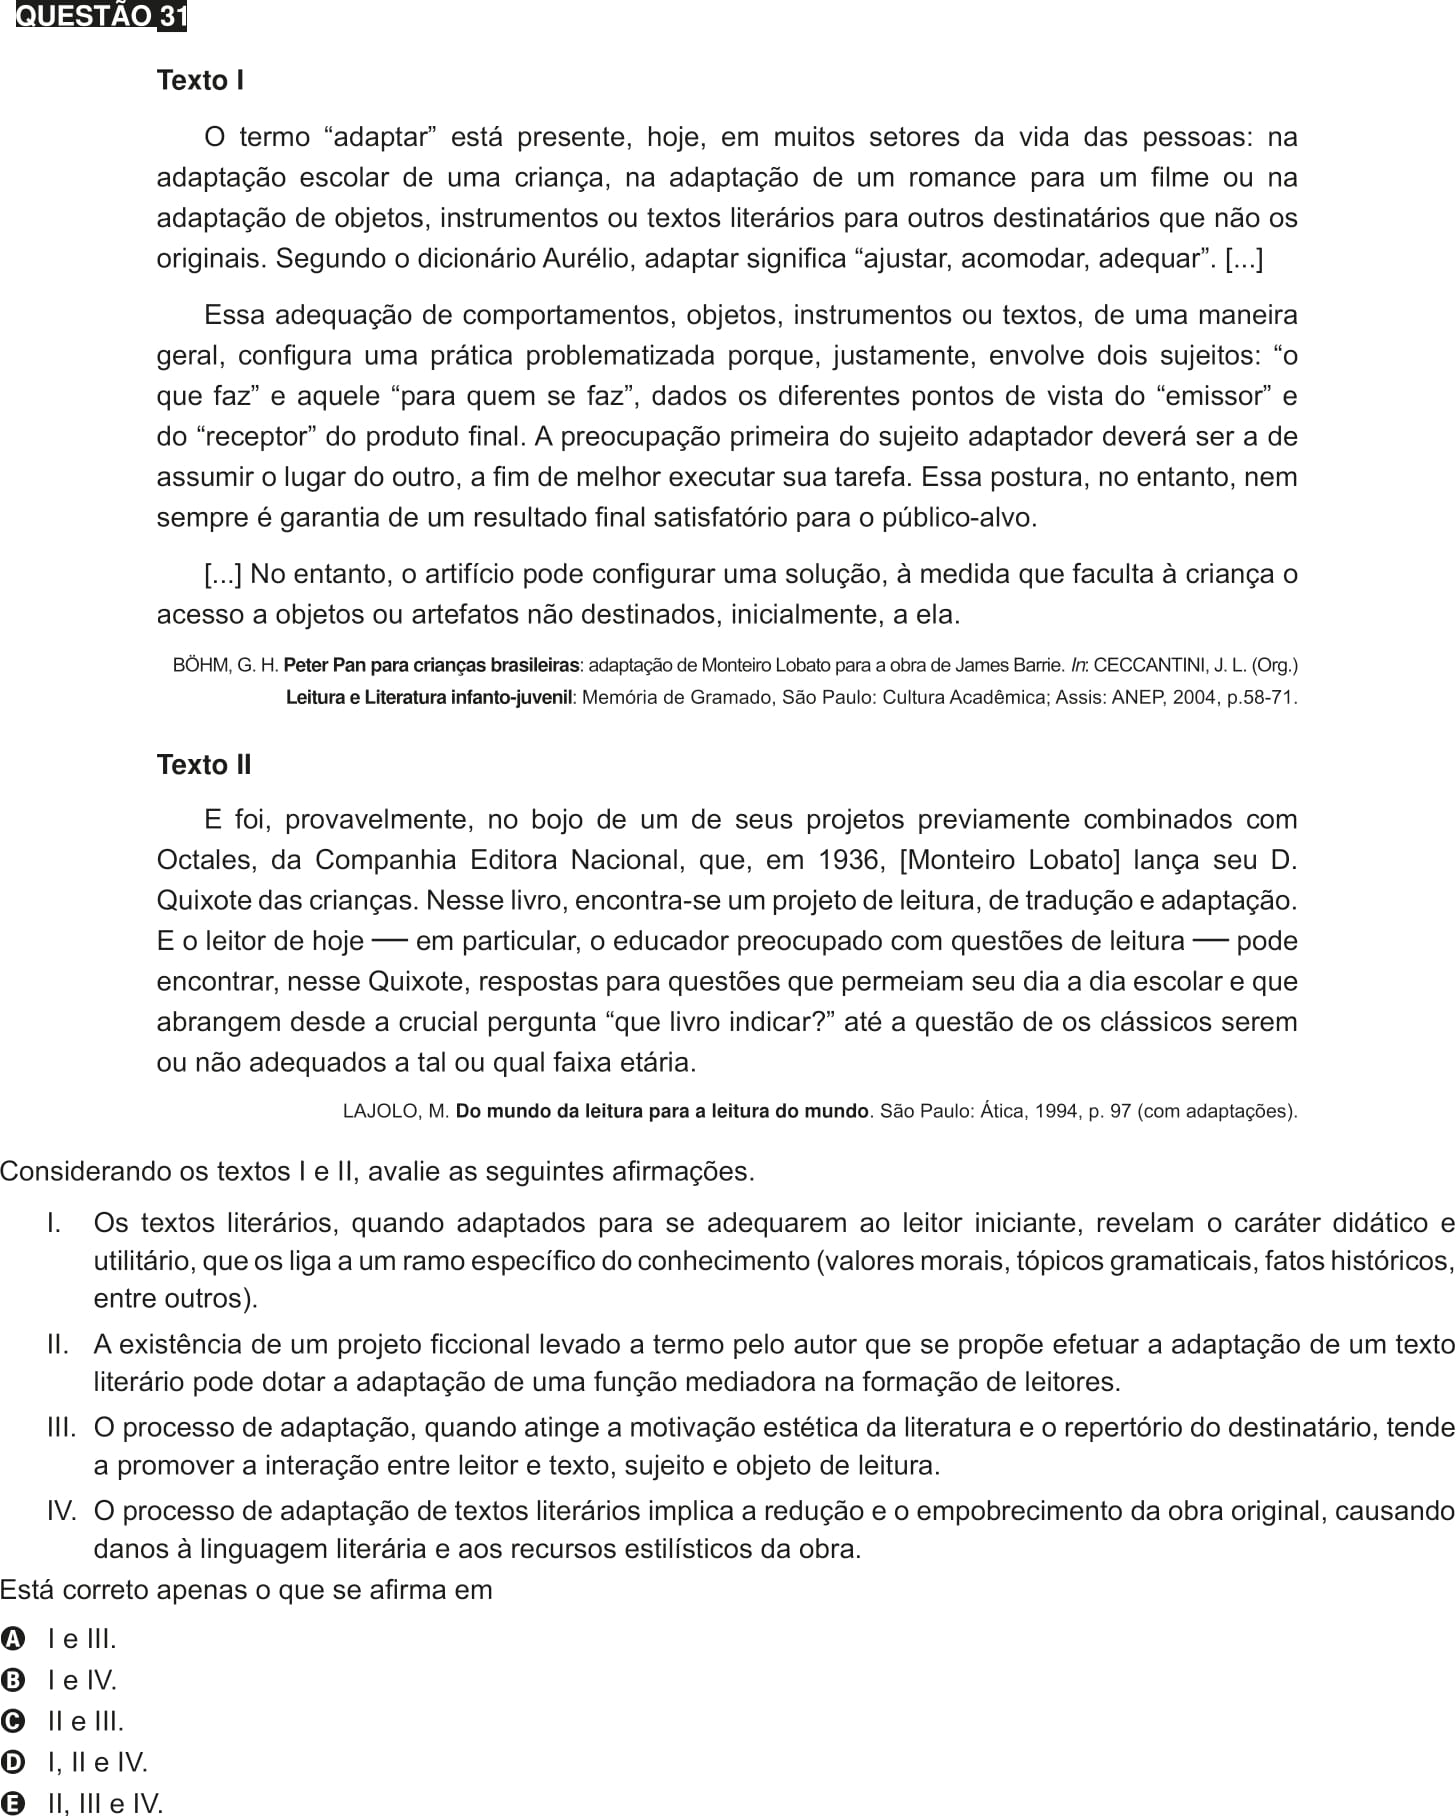 QUESTÃO 31
Texto I
O termo “adaptar” está presente, hoje, em muitos setores da vida das pessoas: na
adaptação escolar de uma criança, na adaptação de um romance para um filme ou na
adaptação de objetos, instrumentos ou textos literários para outros destinatários que não os
originais. Segundo o dicionário Aurélio, adaptar significa “ajustar, acomodar, adequar”. [...]
Essa adequação de comportamentos, objetos, instrumentos ou textos, de uma maneira
geral, configura uma prática problematizada porque, justamente, envolve dois sujeitos: “o
que faz” e aquele “para quem se faz”, dados os diferentes pontos de vista do “emissor” e
do “receptor” do produto final. A preocupação primeira do sujeito adaptador deverá ser a de
assumir o lugar do outro, a fim de melhor executar sua tarefa. Essa postura, no entanto, nem
sempre é garantia de um resultado final satisfatório para o público-alvo.
[...] No entanto, o artifício pode configurar uma solução, à medida que faculta à criança o
acesso a objetos ou artefatos não destinados, inicialmente, a ela.
BÖHM, G. H. Peter Pan para crianças brasileiras: adaptação de Monteiro Lobato para a obra de James Barrie. In: CECCANTINI, J. L. (Org.)
Leitura e Literatura infanto-juvenil: Memória de Gramado, São Paulo: Cultura Acadêmica; Assis: ANEP, 2004, p.58-71.
Texto II
E foi, provavelmente, no bojo de um de seus projetos previamente combinados com
Octales, da Companhia Editora Nacional, que, em 1936, [Monteiro Lobato] lança seu D.
Quixote das crianças. Nesse livro, encontra-se um projeto de leitura, de tradução e adaptação.
E o leitor de hoje — em particular, o educador preocupado com questões de leitura — pode
encontrar, nesse Quixote, respostas para questões que permeiam seu dia a dia escolar e que
abrangem desde a crucial pergunta “que livro indicar?” até a questão de os clássicos serem
ou não adequados a tal ou qual faixa etária.
LAJOLO, M. Do mundo da leitura para a leitura do mundo. São Paulo: Ática, 1994, p. 97 (com adaptações).
Considerando os textos I e II, avalie as seguintes afirmações.
I. Os textos literários, quando adaptados para se adequarem ao leitor iniciante, revelam o caráter didático e
utilitário, que os liga a um ramo específico do conhecimento (valores morais, tópicos gramaticais, fatos históricos,
entre outros).
II. A existência de um projeto ficcional levado a termo pelo autor que se propõe efetuar a adaptação de um texto
literário pode dotar a adaptação de uma função mediadora na formação de leitores.
III. O processo de adaptação, quando atinge a motivação estética da literatura e o repertório do destinatário, tende
a promover a interação entre leitor e texto, sujeito e objeto de leitura.
IV. O processo de adaptação de textos literários implica a redução e o empobrecimento da obra original, causando
danos à linguagem literária e aos recursos estilísticos da obra.
Está correto apenas o que se afirma em
A I e III.
B I e IV.
C II e III.
D I, II e IV.
E II, III e IV.